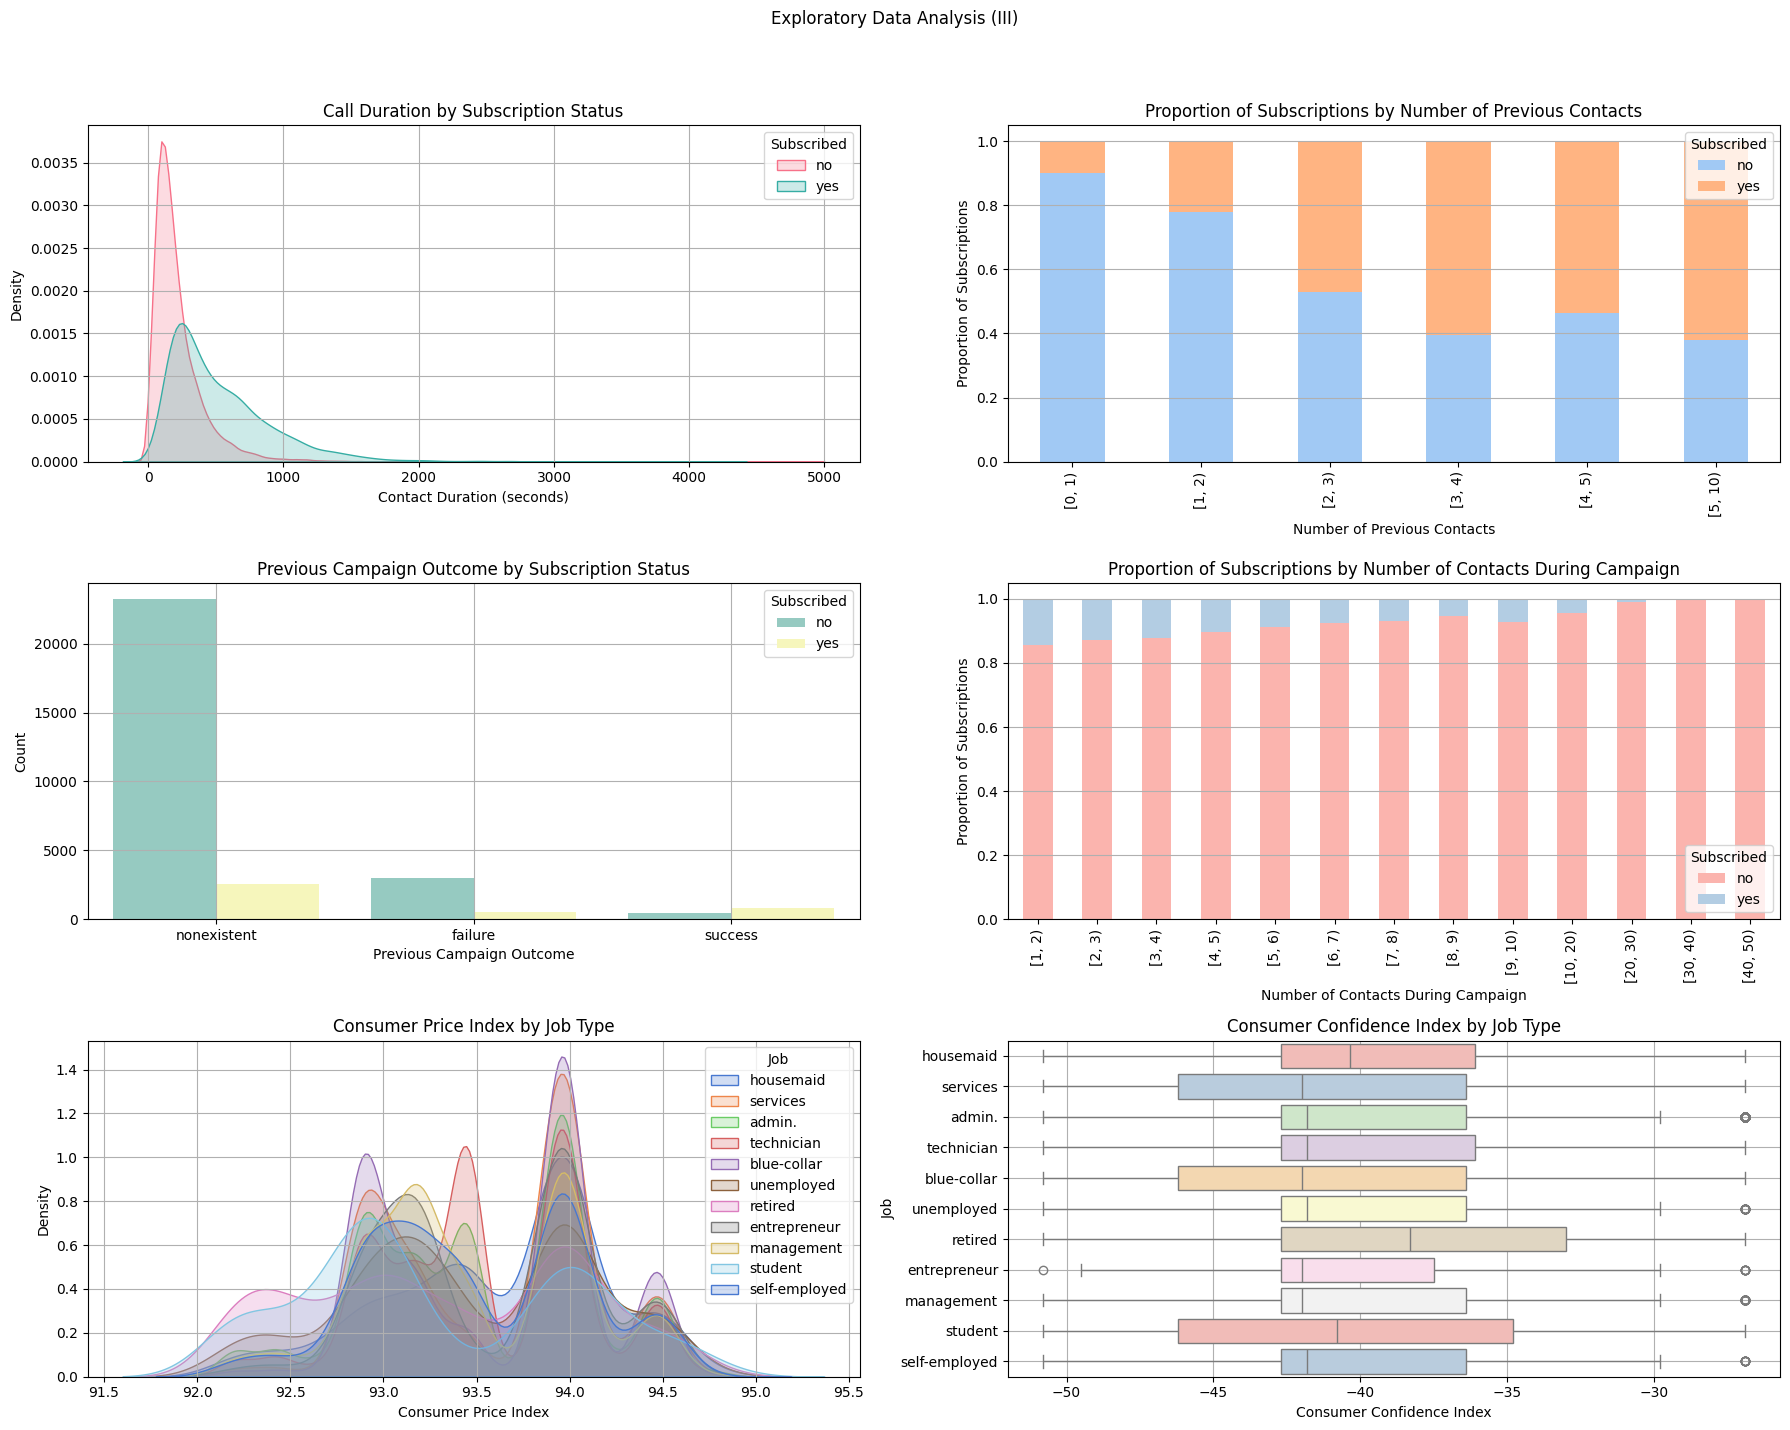 Exploratory Data Analysis (III)
Call Duration by Subscription Status
Density
0.0035
0.0030
0.0025
0.0020
0.0015
0.0010
0.0005
0.0000
0 1000 2000 3000 4000 5000
Contact Duration (seconds)
Subscribed
no
yes
Proportion of Subscriptions by Number of Previous Contacts
Proportion of Subscriptions
1.0
0.8
0.6
0.4
0.2
0.0
[0, 1) [1, 2) [2, 3) [3, 4) [4, 5) [5, 10)
Number of Previous Contacts
Subscribed
no
yes
Previous Campaign Outcome by Subscription Status
Count
20000
15000
10000
5000
0
nonexistent failure success
Previous Campaign Outcome
Subscribed
no
yes
Proportion of Subscriptions by Number of Contacts During Campaign
Proportion of Subscriptions
1.0
0.8
0.6
0.4
0.2
0.0
[1, 2) [2, 3) [3, 4) [4, 5) [5, 6) [6, 7) [7, 8) [8, 9) [9, 10) [10, 20) [20, 30) [30, 40) [40, 50)
Number of Contacts During Campaign
Subscribed
no
yes
Consumer Price Index by Job Type
Density
1.4
1.2
1.0
0.8
0.6
0.4
0.2
0.0
91.5 92.0 92.5 93.0 93.5 94.0 94.5 95.0 95.5
Consumer Price Index
Job
housemaid
services
admin.
technician
blue-collar
unemployed
retired
entrepreneur
management
student
self-employed
Consumer Confidence Index by Job Type
Job
housemaid
services
admin.
technician
blue-collar
unemployed
retired
entrepreneur
management
student
self-employed
−50 −45 −40 −35 −30
Consumer Confidence Index